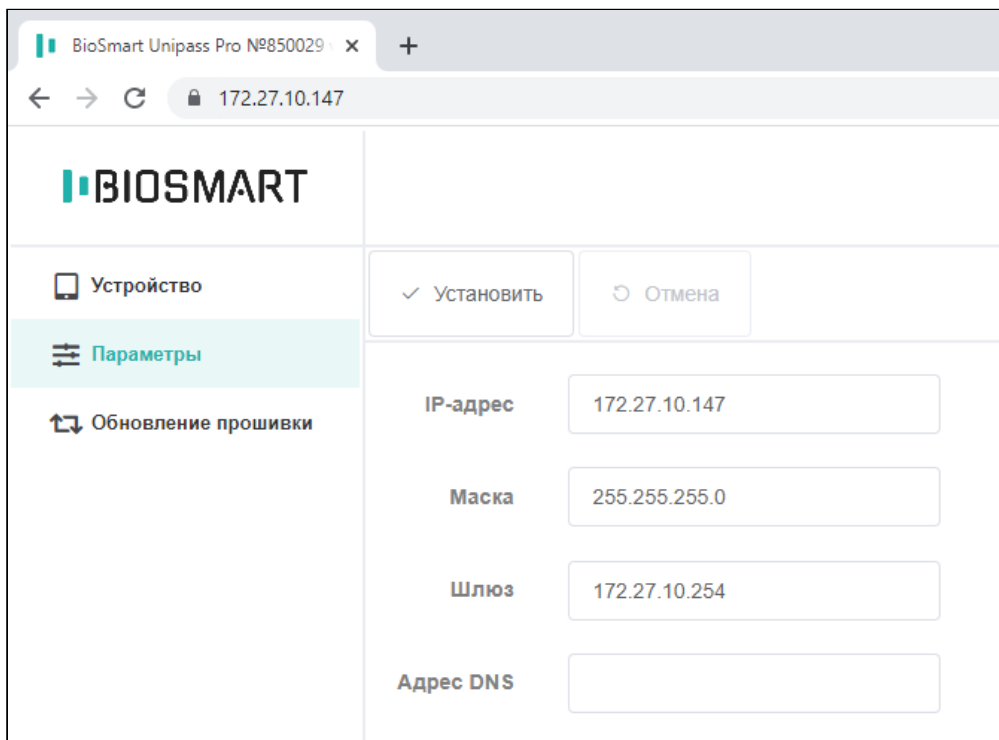 BioSmart Unipass Pro №850029
172.27.10.147
BIOSMART
Устройство
Параметры
Обновление прошивки
Установить
Отмена
IP-адрес
172.27.10.147
Маска
255.255.255.0
Шлюз
172.27.10.254
Адрес DNS